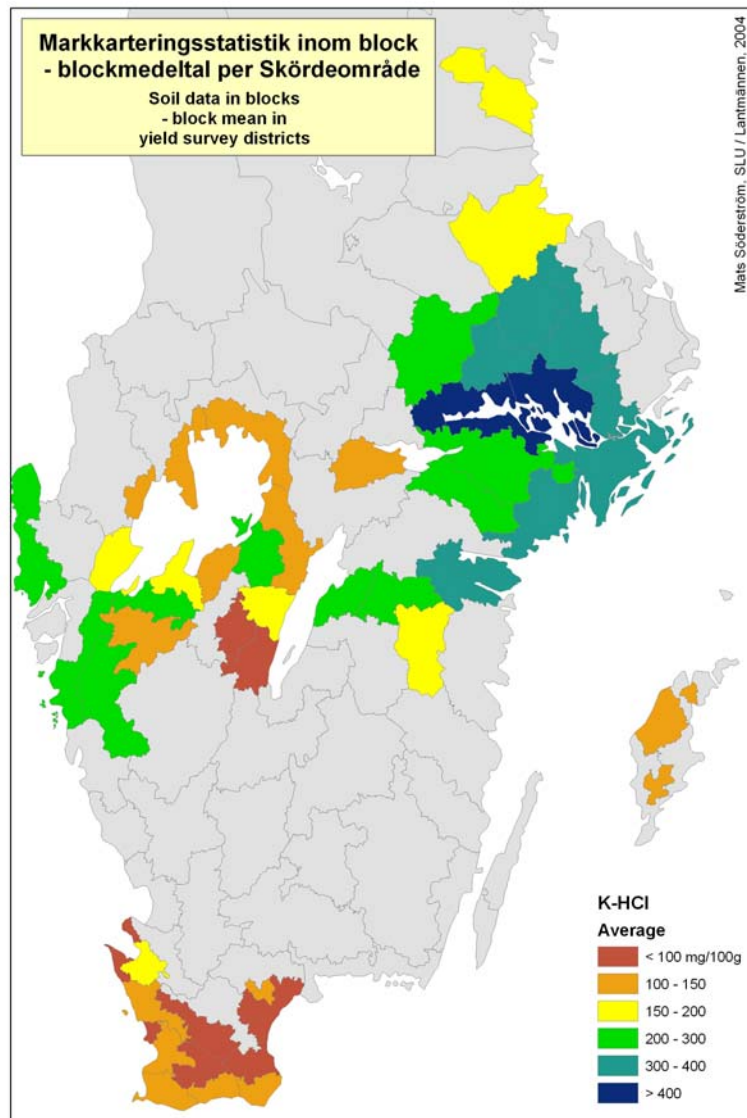 Markkarteringsstatistik inom block
- blockmedeltal per Skördeområde
Soil data in blocks
- block mean in
yield survey districts
Mats Söderström, SLU / Lantmännen, 2004
K-HCl
Average
< 100 mg/100g
100 - 150
150 - 200
200 - 300
300 - 400
> 400